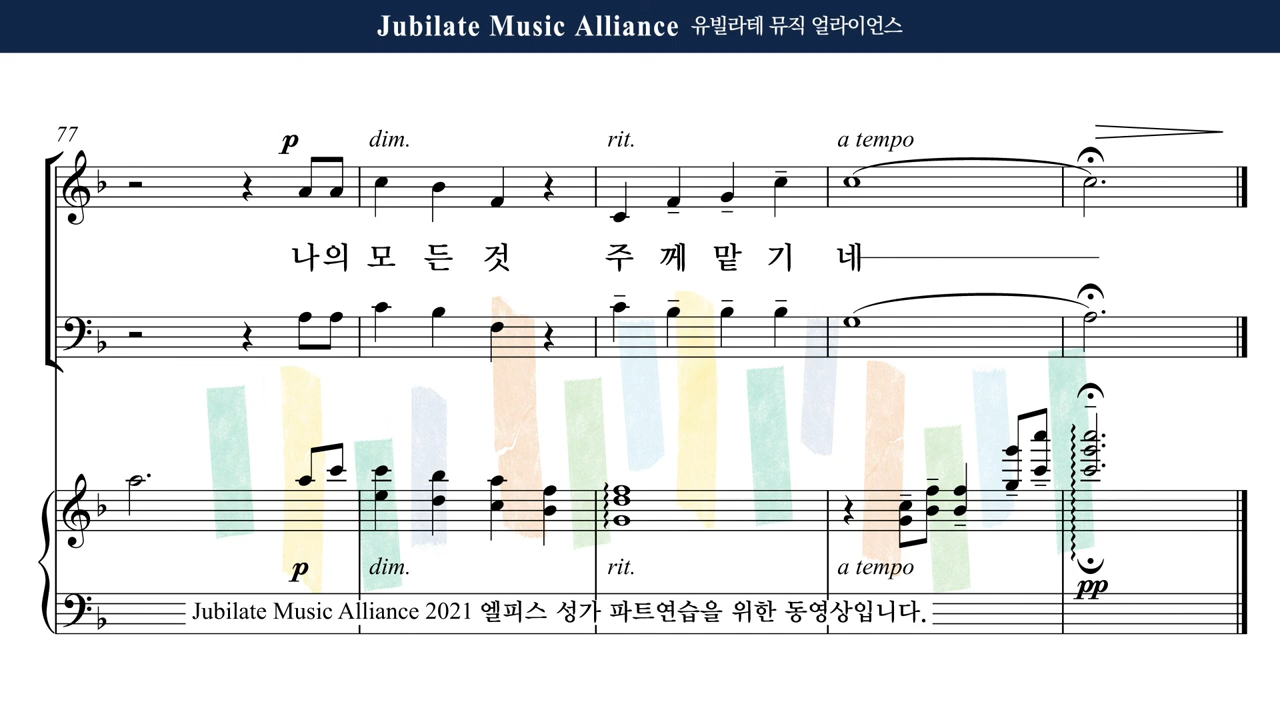 Jubilate Music Alliance 유빌라테 뮤직 얼라이언스
77
p dim. rit. a tempo
나의 모 든 것 주 께 맡 기 네
p dim. rit. a tempo
pp
Jubilate Music Alliance 2021 엘피스 성가 파트연습을 위한 동영상입니다.